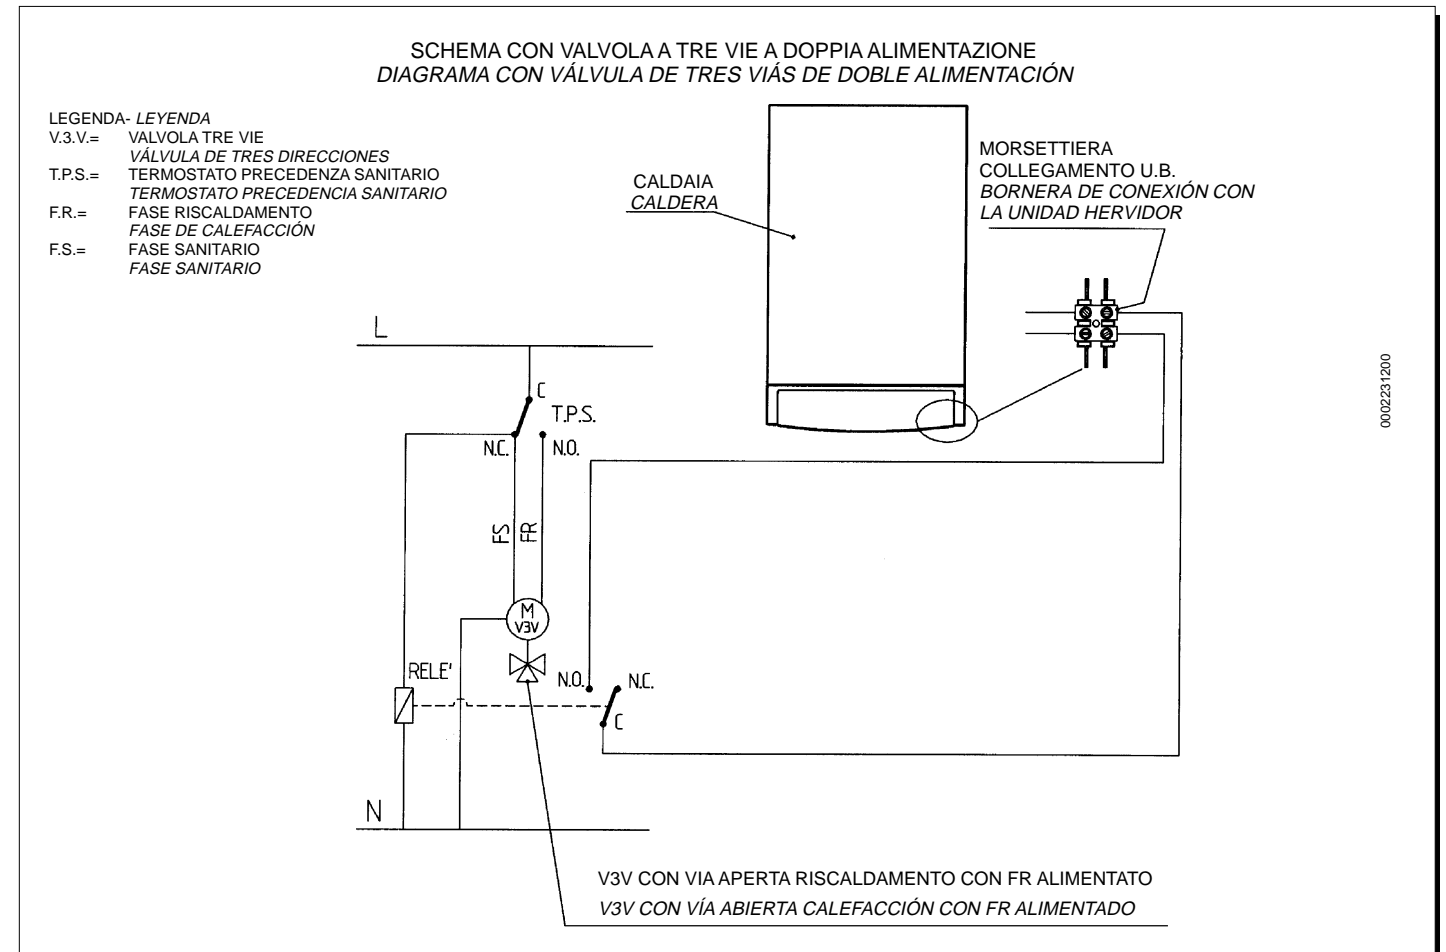 SCHEMA CON VALVOLA A TRE VIE A DOPPIA ALIMENTAZIONE
DIAGRAMA CON VÁLVULA DE TRES VIÁS DE DOBLE ALIMENTACIÓN
LEGENDA- LEYENDA
V.3.V.= VALVOLA TRE VIE
VÁLVULA DE TRES DIRECCIONES
T.P.S.= TERMOSTATO PRECEDENZA SANITARIO
TERMOSTATO PRECEDENCIA SANITARIO
F.R.= FASE RISCALDAMENTO
FASE DE CALEFACCIÓN
F.S.= FASE SANITARIO
FASE SANITARIO
CALDAIA
CALDERA
MORSETTIERA
COLLEGAMENTO U.B.
BORNERA DE CONEXIÓN CON
LA UNIDAD HERVIDOR
L
C
T.P.S.
N.C.
N.O.
FS
FR
M
V3V
RELE'
N.O.
N.C.
C
N
V3V CON VIA APERTA RISCALDAMENTO CON FR ALIMENTATO
V3V CON VÍA ABIERTA CALEFACCIÓN CON FR ALIMENTADO
0002231200